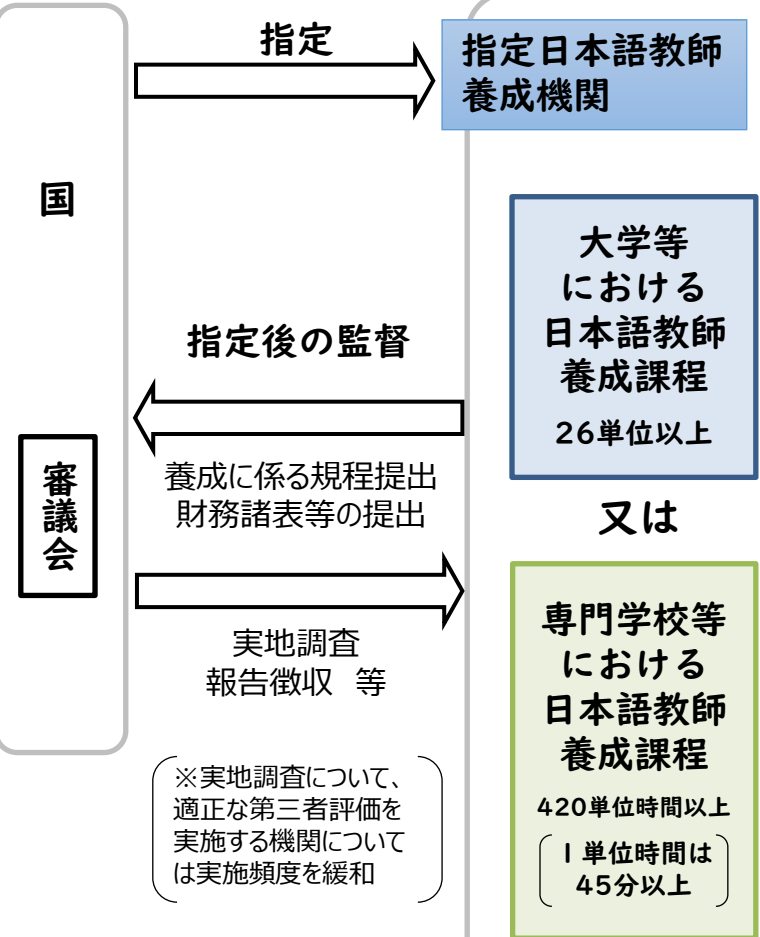 国
審議会
指定
指定日本語教師
養成機関
指定後の監督
養成に係る規程提出
財務諸表等の提出
実地調査
報告徴収 等
※実地調査について、
適正な第三者評価を
実施する機関について
は実施頻度を緩和
大学等
における
日本語教師
養成課程
26単位以上
又は
専門学校等
における
日本語教師
養成課程
420単位時間以上
1単位時間は
45分以上